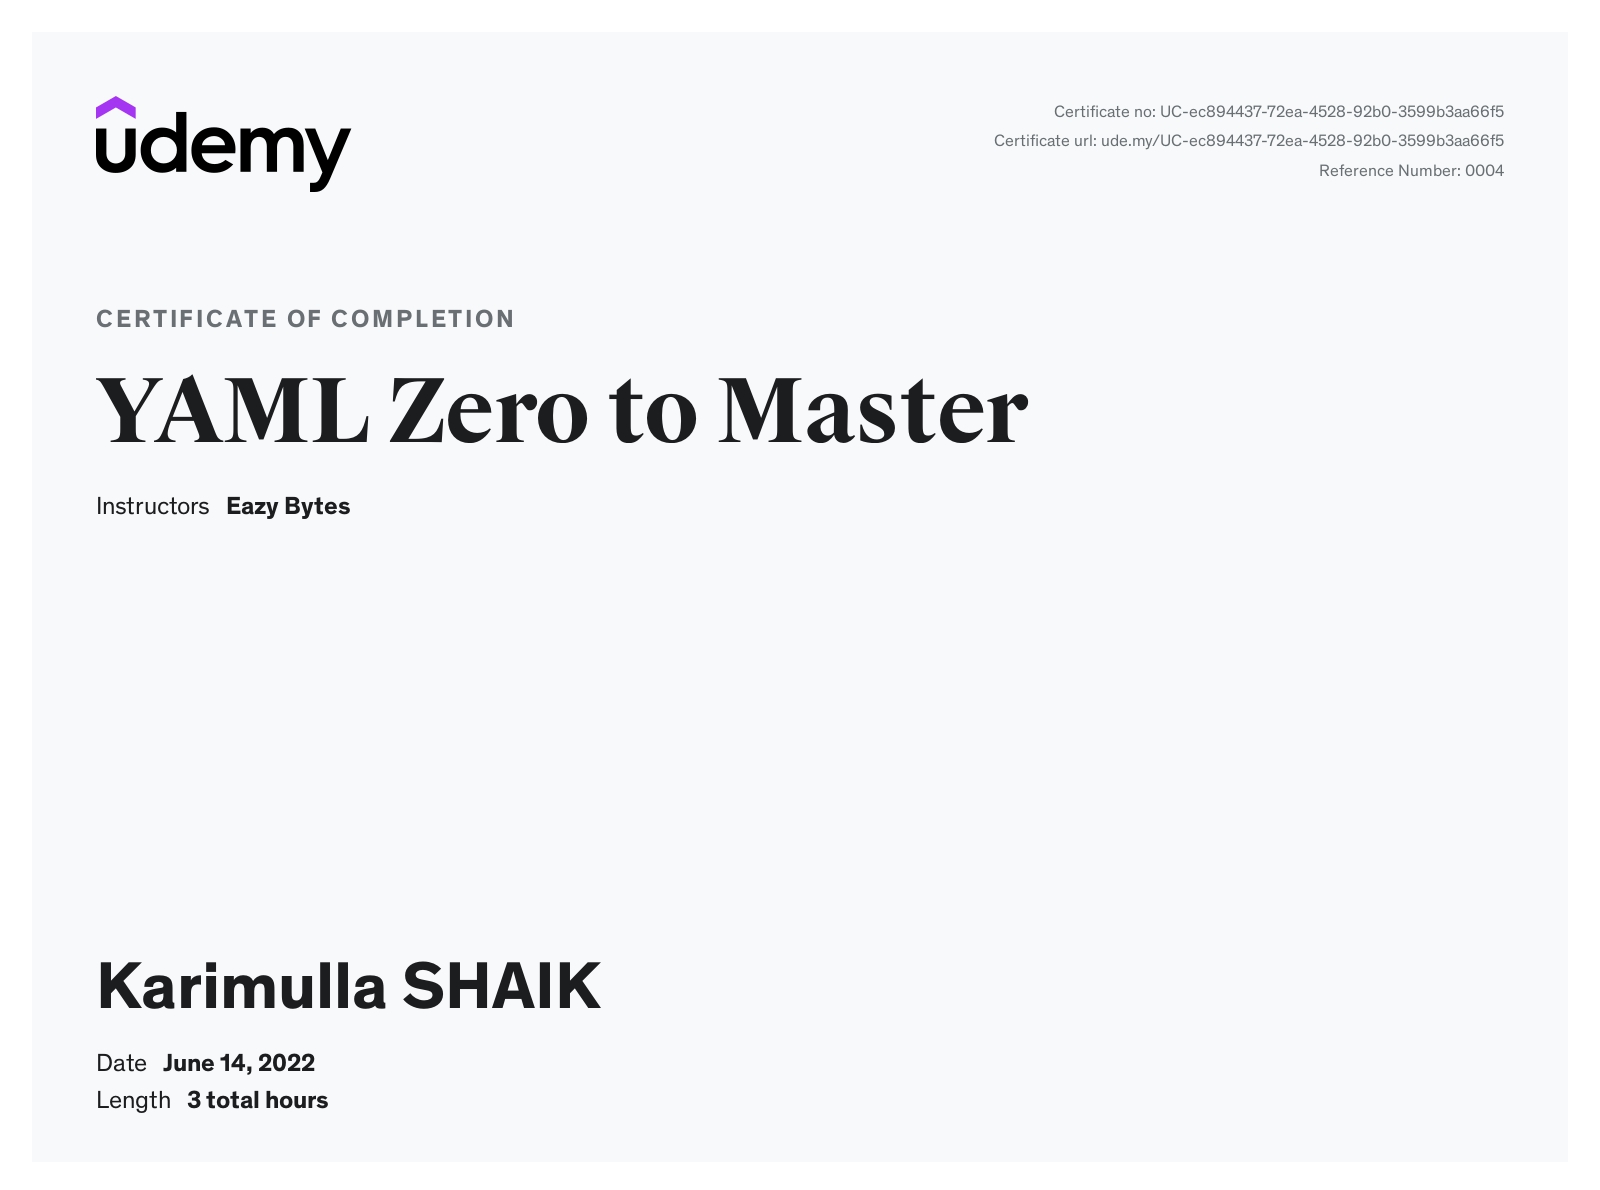 udemy
Certificate no: UC-ec894437-72ea-4528-92b0-3599b3aa66f5
Certificate url: ude.my/UC-ec894437-72ea-4528-92b0-3599b3aa66f5
Reference Number: 0004
CERTIFICATE OF COMPLETION
YAML Zero to Master
Instructors Eazy Bytes
Karimulla SHAIK
Date June 14, 2022
Length 3 total hours